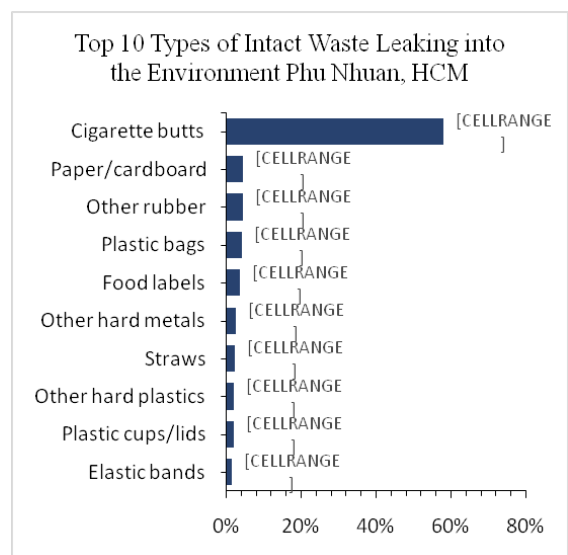 Top 10 Types of Intact Waste Leaking into
the Environment Phu Nhuan, HCM
Cigarette butts
[CELLRANGE
]
Paper/cardboard
[CELLRANGE
]
Other rubber
[CELLRANGE
]
Plastic bags
[CELLRANGE
]
Food labels
[CELLRANGE
]
Other hard metals
[CELLRANGE
]
Straws
[CELLRANGE
]
Other hard plastics
[CELLRANGE
]
Plastic cups/lids
[CELLRANGE
]
Elastic bands
[CELLRANGE
]
0% 20% 40% 60% 80%